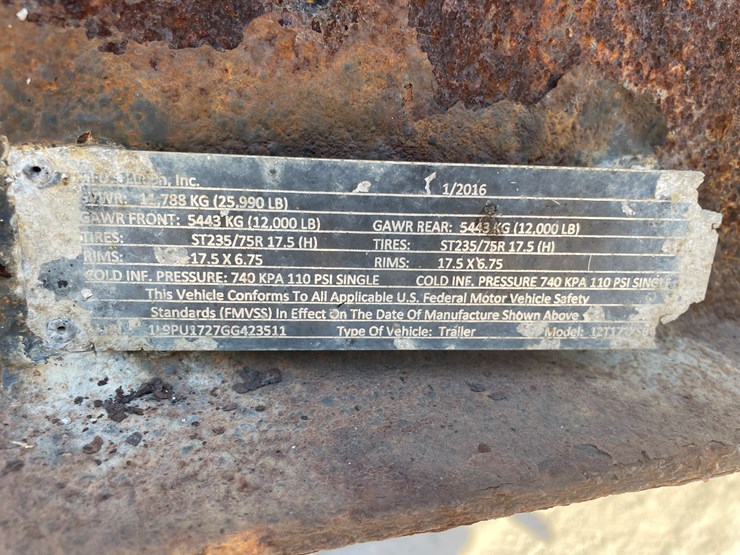 Inc. 1/2016
GVWR: 11,788 KG (25,990 LB)
GAWR FRONT: 5443 KG (12,000 LB) GAWR REAR: 5443 KG (12,000 LB)
TIRES: ST235/75R 17.5 (H) TIRES: ST235/75R 17.5 (H)
RIMS: 17.5 X 6.75 RIMS: 17.5 X 6.75
COLD INF. PRESSURE: 740 KPA 110 PSI SINGLE COLD INF. PRESSURE 740 KPA 110 PSI SINGLE
This Vehicle Conforms To All Applicable U.S. Federal Motor Vehicle Safety
Standards (FMVSS) In Effect On The Date Of Manufacture Shown Above
Type Of Vehicle: Trailer Model: